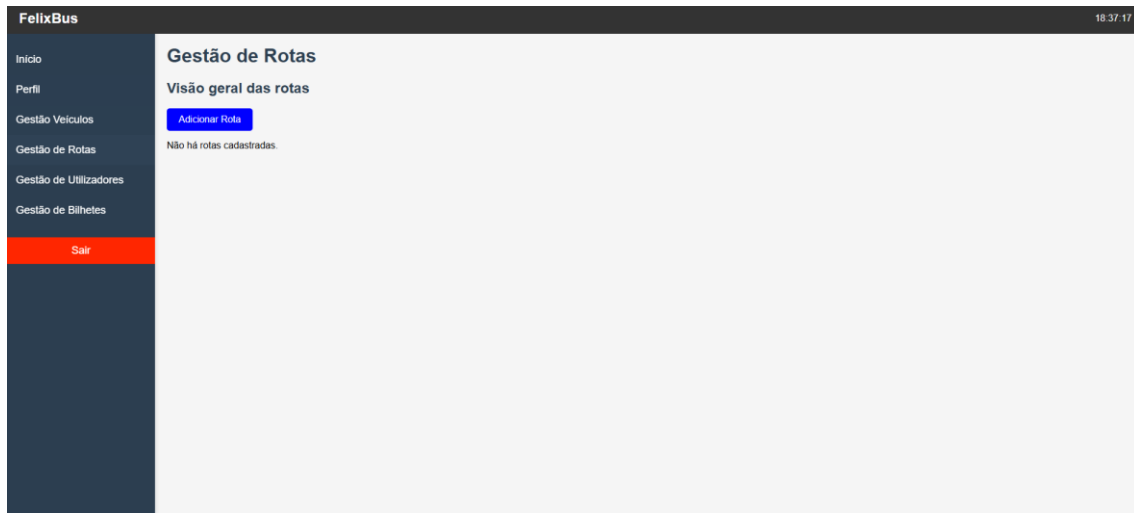 FelixBus
18:37:17
Início
Perfil
Gestão Veículos
Gestão de Rotas
Gestão de Utilizadores
Gestão de Bilhetes
Sair
Gestão de Rotas
Visão geral das rotas
Adicionar Rota
Não há rotas cadastradas.